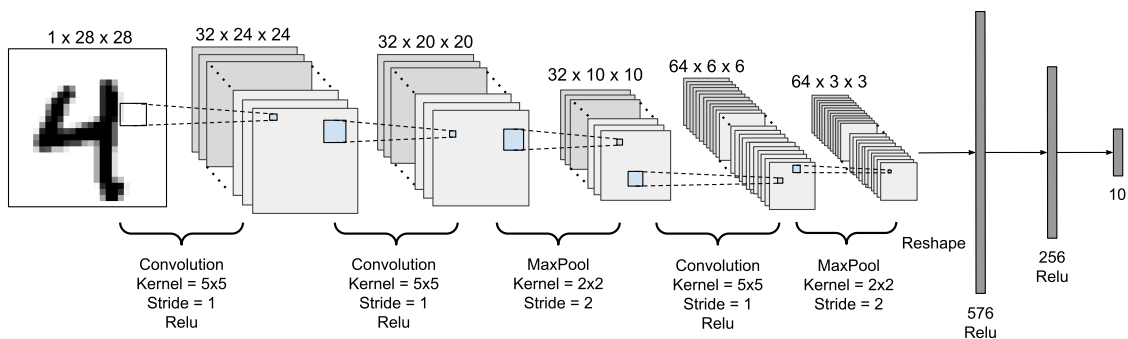 1 x 28 x 28
32 x 24 x 24
32 x 20 x 20
32 x 10 x 10
64 x 6 x 6
64 x 3 x 3
4
Convolution
Kernel = 5x5
Stride = 1
Relu
Convolution
Kernel = 5x5
Stride = 1
Relu
MaxPool
Kernel = 2x2
Stride = 2
Convolution
Kernel = 5x5
Stride = 1
Relu
MaxPool
Kernel = 2x2
Stride = 2
Reshape
576
Relu
256
Relu
10